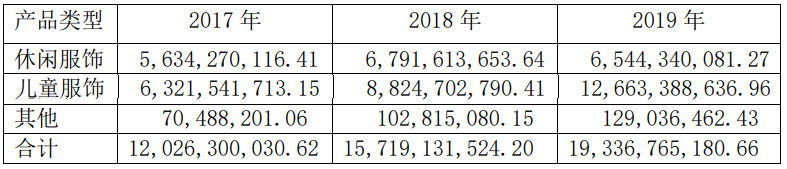 产品类型 2017 年 2018 年 2019 年
休闲服饰 5,634,270,116.41 6,791,613,653.64 6,544,340,081.27
儿童服饰 6,321,541,713.15 8,824,702,790.41 12,663,388,636.96
其他 70,488,201.06 102,815,080.15 129,036,462.43
合计 12,026,300,030.62 15,719,131,524.20 19,336,765,180.66